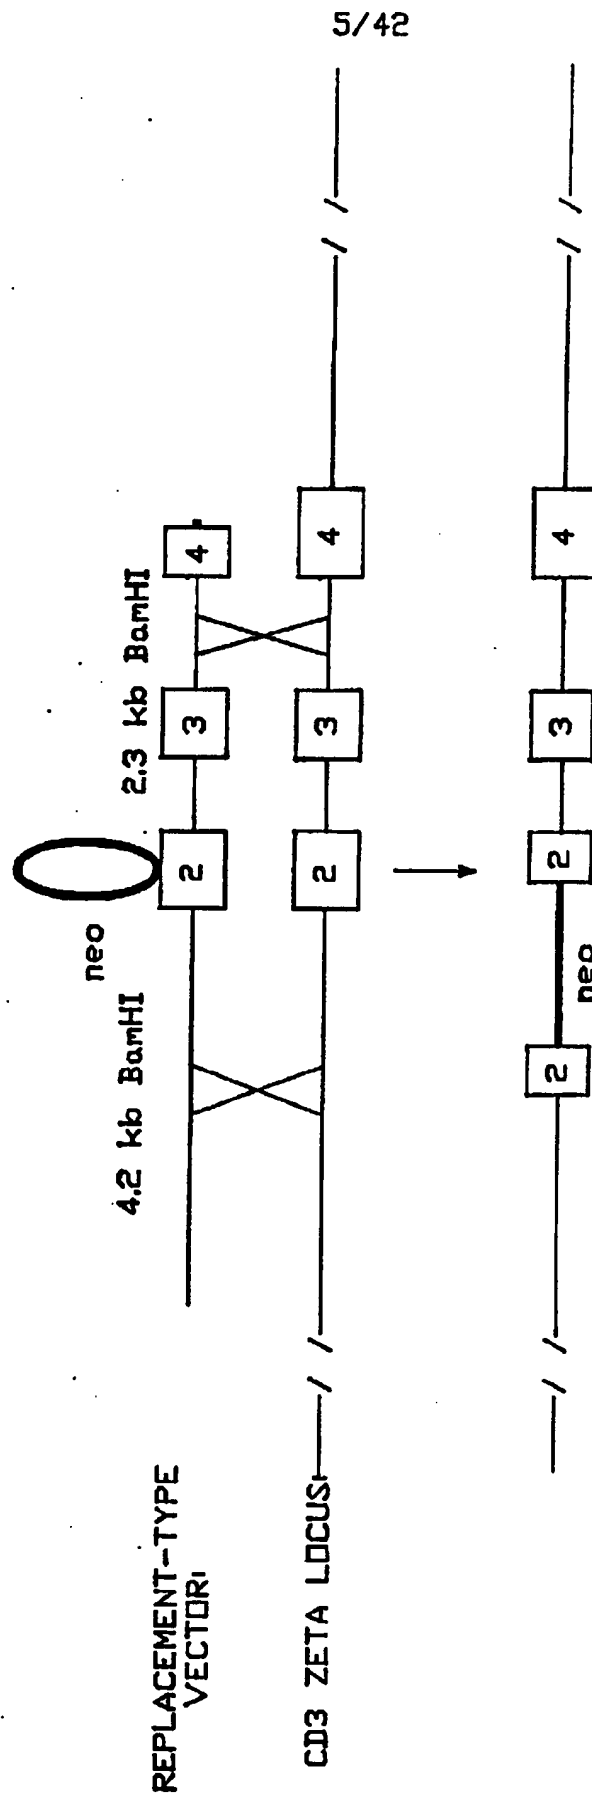 5/42
neo
4.2 kb BamHI
2.3 kb BamHI
REPLACEMENT-TYPE
VECTOR:
2
3
4
CD3 ZETA LOCUS:
2
3
4
2
neo
2
3
4